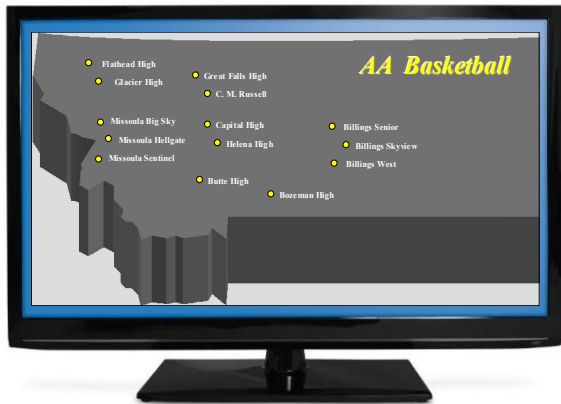 AA Basketball
Flathead High
Glacier High
Great Falls High
C. M. Russell
Missoula Big Sky
Missoula Hellgate
Missoula Sentinel
Capital High
Helena High
Billings Senior
Billings Skyview
Billings West
Butte High
Bozeman High